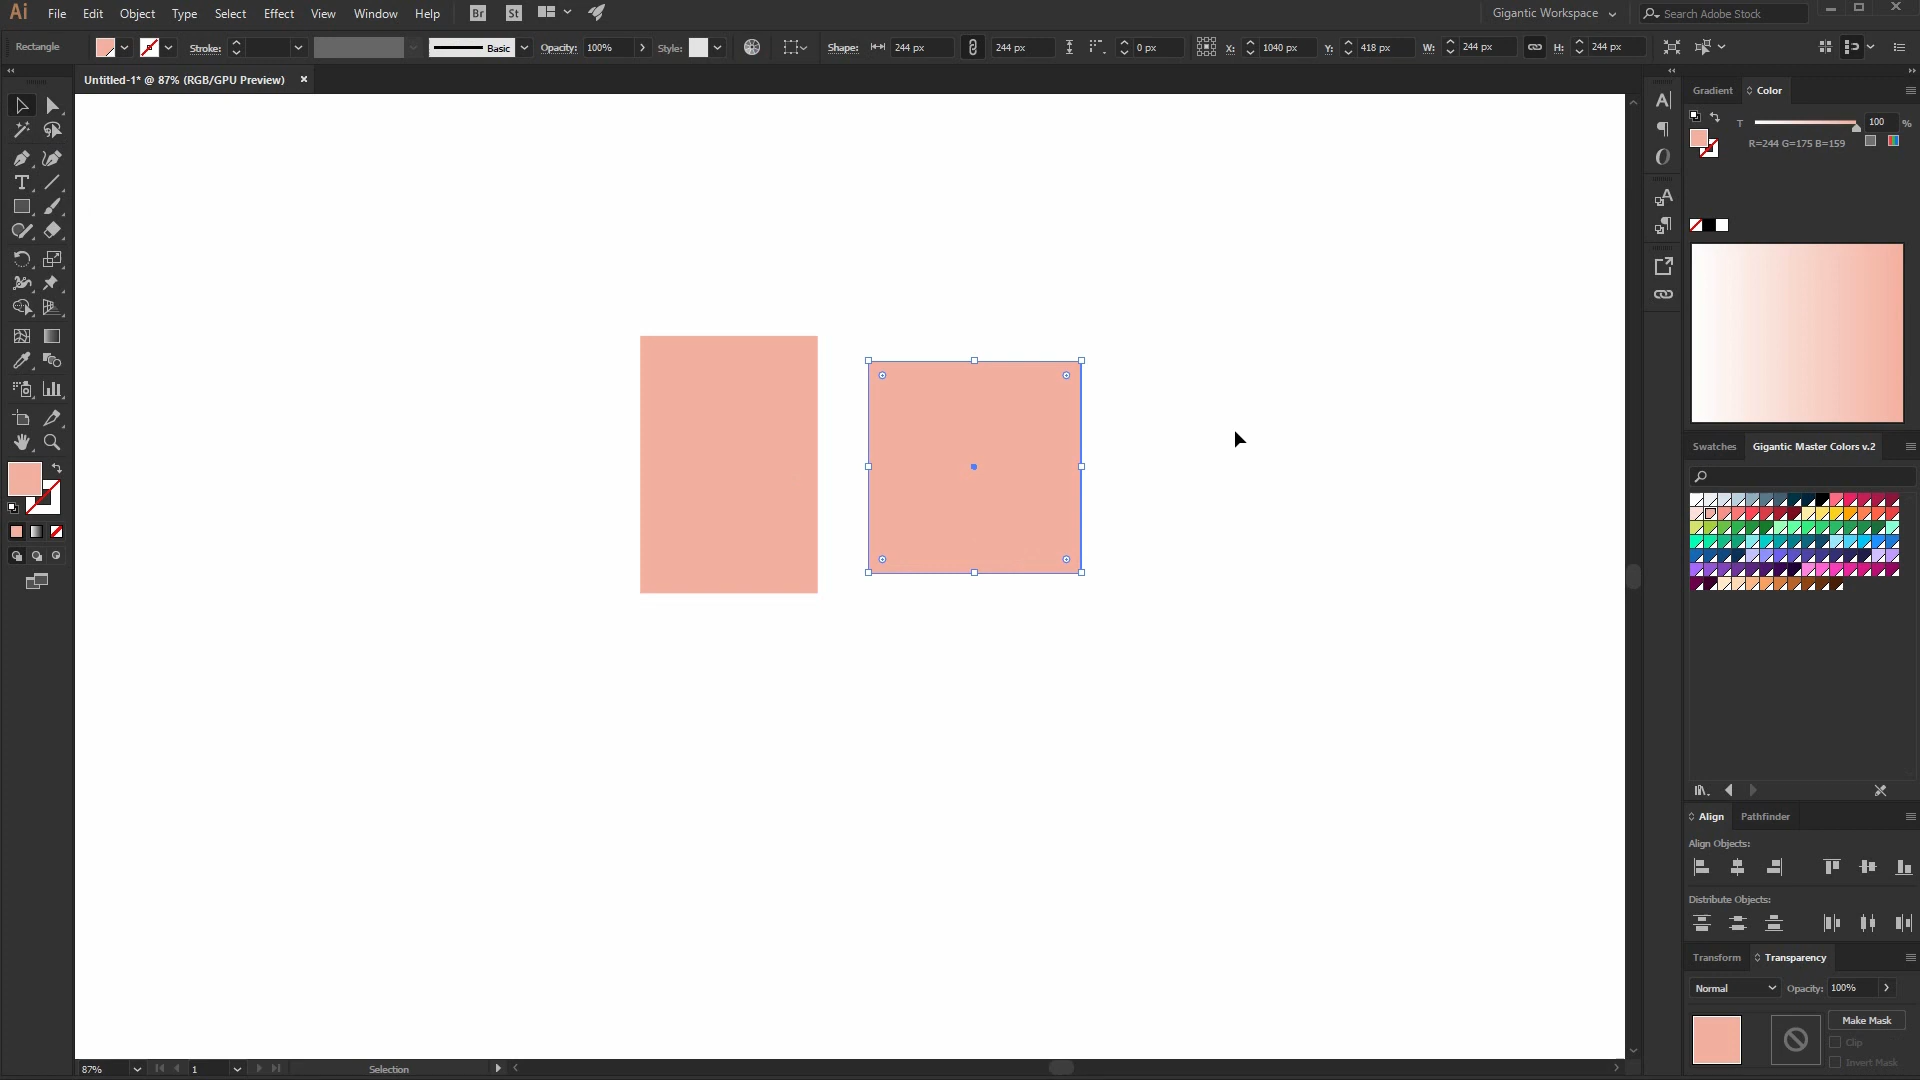 Ai File Edit Object Type Select Effect View Window Help Br St Gigantic Workspace Search Adobe Stock
Rectangle Stroke: Basic Opacity: 100% Style: Shape: 244 px 244 px 0 px X: 1040 px Y: 418 px W: 244 px H: 244 px
Untitled-1* @ 87% (RGB/GPU Preview)
Gradient Color
T 100 %
R=244 G=175 B=159
Swatches Gigantic Master Colors v.2
Align Pathfinder
Align Objects:
Distribute Objects:
Transform Transparency
Normal Opacity: 100%
Make Mask
Clip
Invert Mask
87% 1 Selection